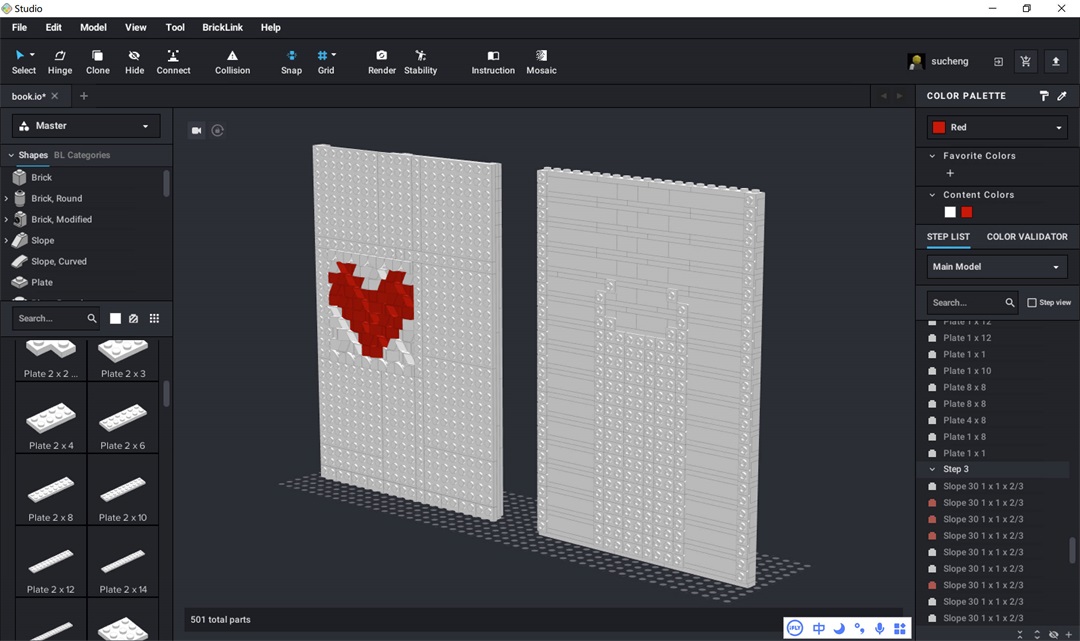 Studio
File Edit Model View Tool BrickLink Help
Select Hinge Clone Hide Connect Collision Snap Grid Render Stability Instruction Mosaic
sucheng
book.io*
Master
Shapes BL Categories
Brick
Brick, Round
Brick, Modified
Slope
Slope, Curved
Plate
Search...
Plate 2 x 2 ... Plate 2 x 3
Plate 2 x 4 Plate 2 x 6
Plate 2 x 8 Plate 2 x 10
Plate 2 x 12 Plate 2 x 14
501 total parts
iFLY 中
COLOR PALETTE
Red
Favorite Colors
Content Colors
STEP LIST COLOR VALIDATOR
Main Model
Search... Step view
Plate 1 x 12
Plate 1 x 12
Plate 1 x 1
Plate 1 x 10
Plate 8 x 8
Plate 8 x 8
Plate 4 x 8
Plate 1 x 8
Plate 1 x 1
Step 3
Slope 30 1 x 1 x 2/3
Slope 30 1 x 1 x 2/3
Slope 30 1 x 1 x 2/3
Slope 30 1 x 1 x 2/3
Slope 30 1 x 1 x 2/3
Slope 30 1 x 1 x 2/3
Slope 30 1 x 1 x 2/3
Slope 30 1 x 1 x 2/3
Slope 30 1 x 1 x 2/3